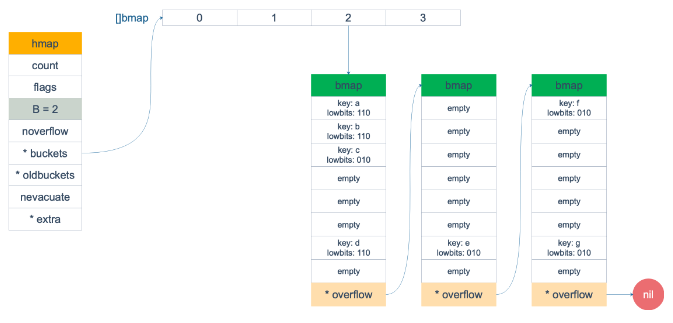 []bmap 0 1 2 3
hmap
count
flags
B = 2
noverflow
* buckets
* oldbuckets
nevacuate
* extra
bmap
key: a
lowbits: 110
key: b
lowbits: 110
key: c
lowbits: 010
empty
empty
empty
key: d
lowbits: 110
empty
* overflow
bmap
empty
empty
empty
empty
empty
empty
key: e
lowbits: 010
empty
* overflow
bmap
key: f
lowbits: 010
empty
empty
empty
empty
empty
key: g
lowbits: 010
empty
* overflow
nil